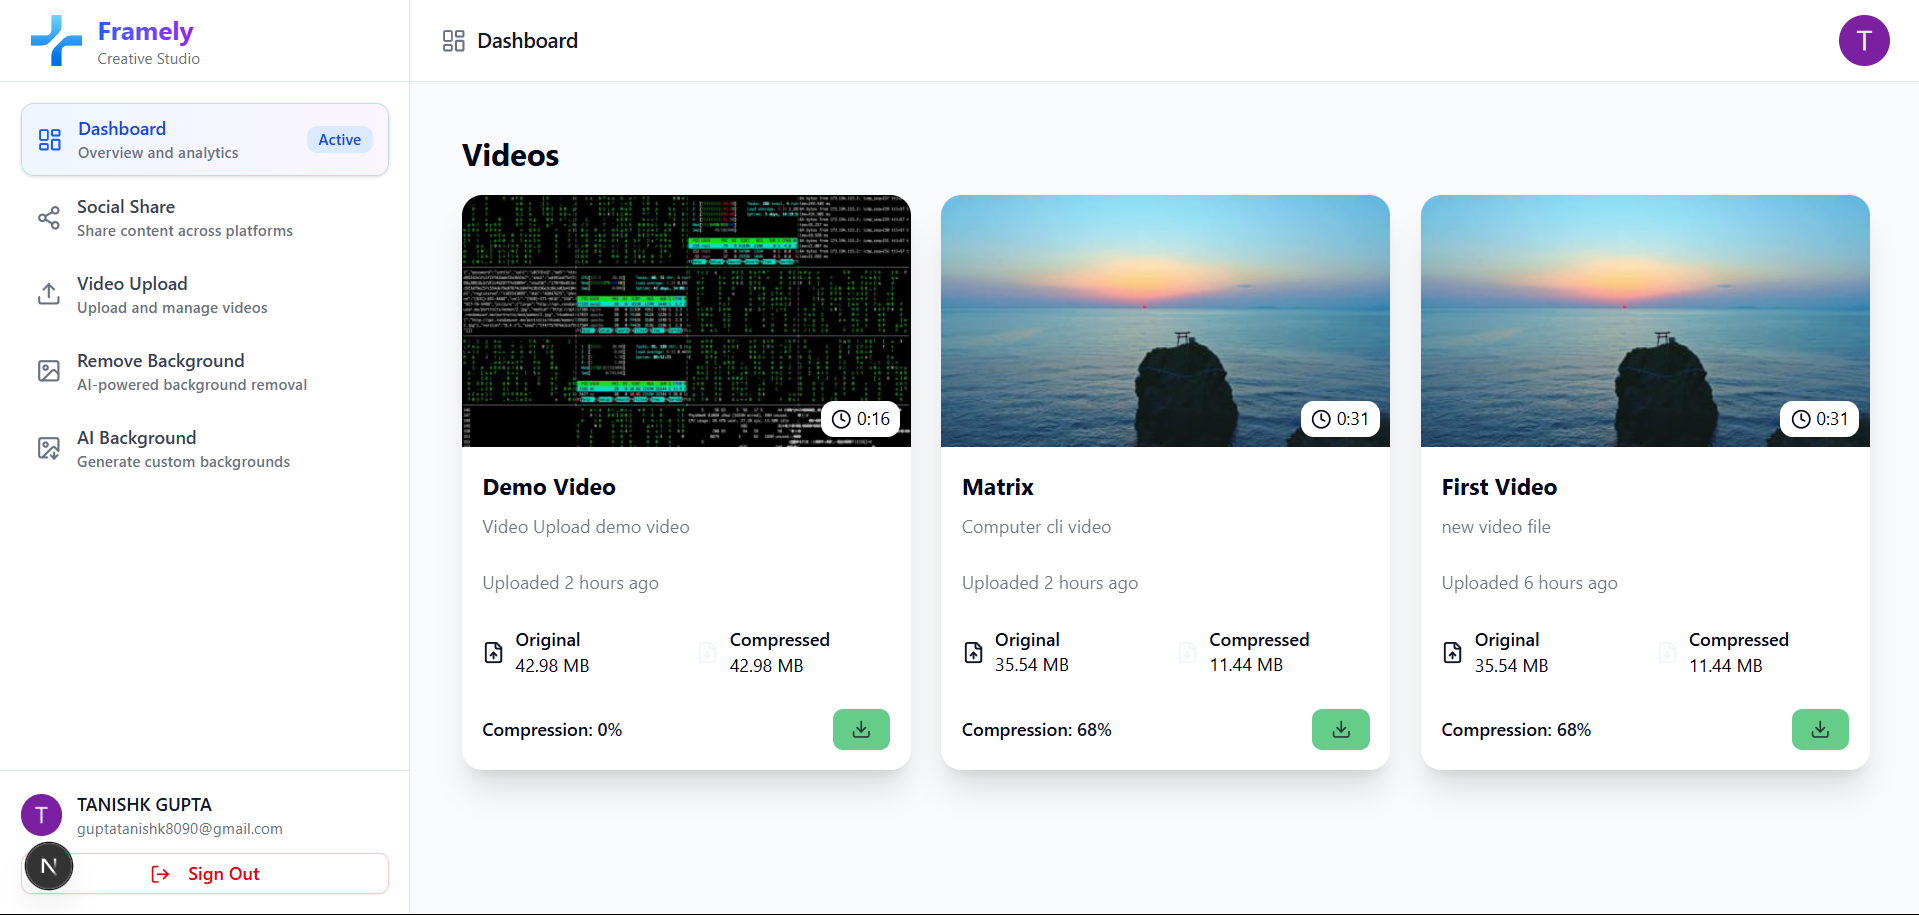 Framely
Creative Studio
Dashboard
T
Dashboard
Overview and analytics
Active
Social Share
Share content across platforms
Video Upload
Upload and manage videos
Remove Background
AI-powered background removal
AI Background
Generate custom backgrounds
T
TANISHK GUPTA
guptatanishk8090@gmail.com
N
Sign Out
Videos
0:16
Demo Video
Video Upload demo video
Uploaded 2 hours ago
Original
42.98 MB
Compressed
42.98 MB
Compression: 0%
0:31
Matrix
Computer cli video
Uploaded 2 hours ago
Original
35.54 MB
Compressed
11.44 MB
Compression: 68%
0:31
First Video
new video file
Uploaded 6 hours ago
Original
35.54 MB
Compressed
11.44 MB
Compression: 68%